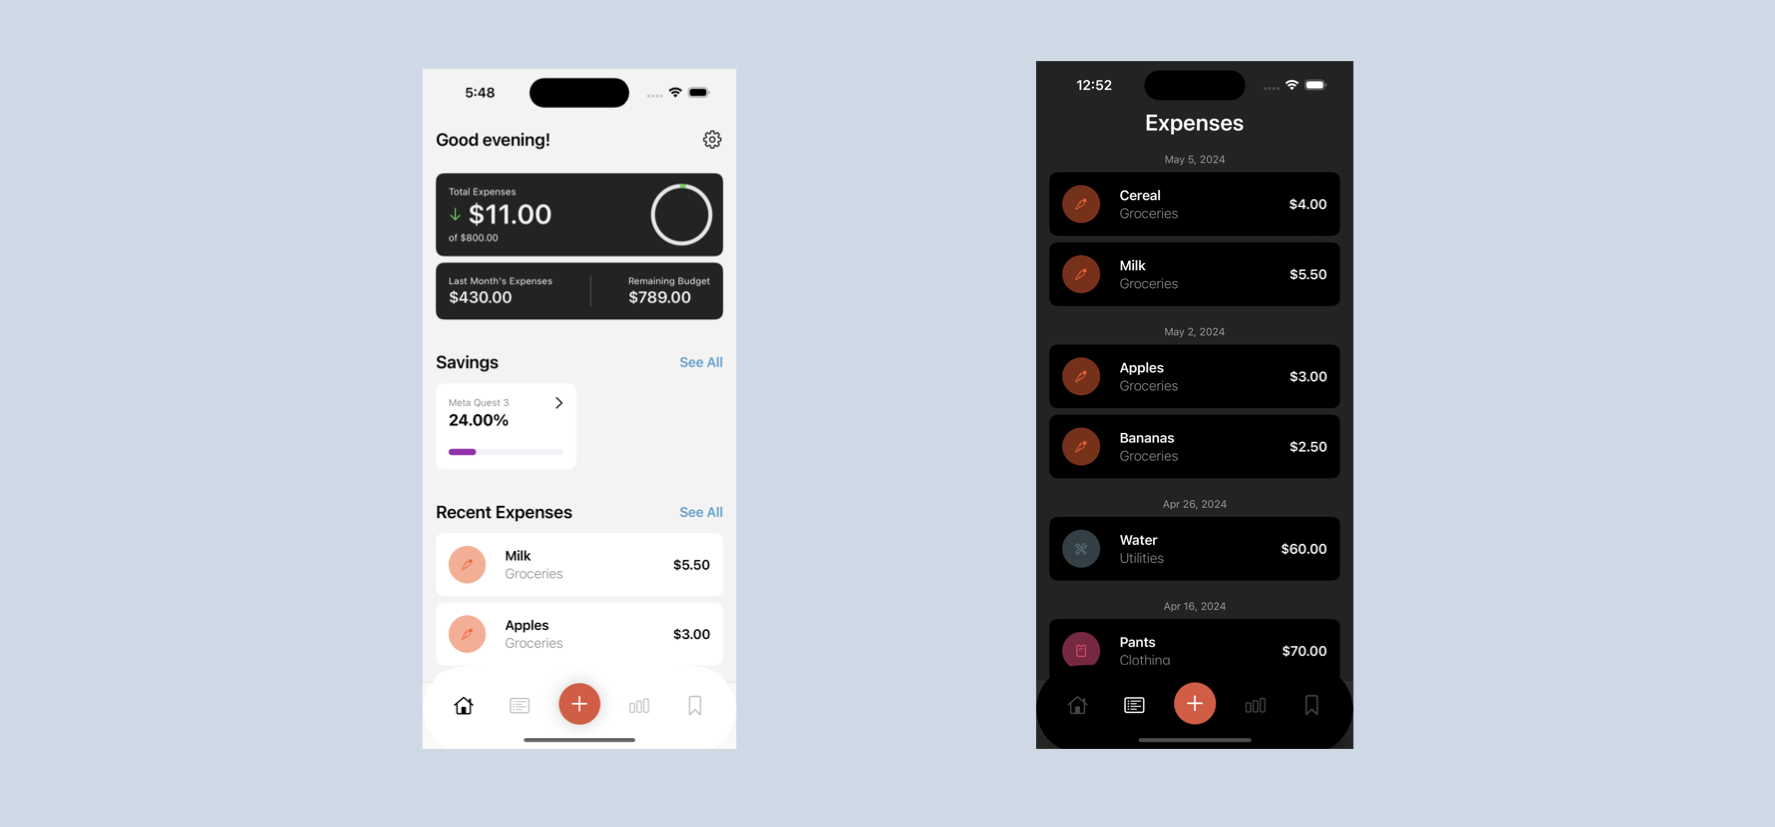 5:48
Good evening!
Total Expenses
$11.00
of $800.00
Last Month's Expenses
$430.00
Remaining Budget
$789.00
Savings
See All
Meta Quest 3
24.00%
Recent Expenses
See All
Milk
Groceries
$5.50
Apples
Groceries
$3.00
12:52
Expenses
May 5, 2024
Cereal
Groceries
$4.00
Milk
Groceries
$5.50
May 2, 2024
Apples
Groceries
$3.00
Bananas
Groceries
$2.50
Apr 26, 2024
Water
Utilities
$60.00
Apr 16, 2024
Pants
Clothing
$70.00